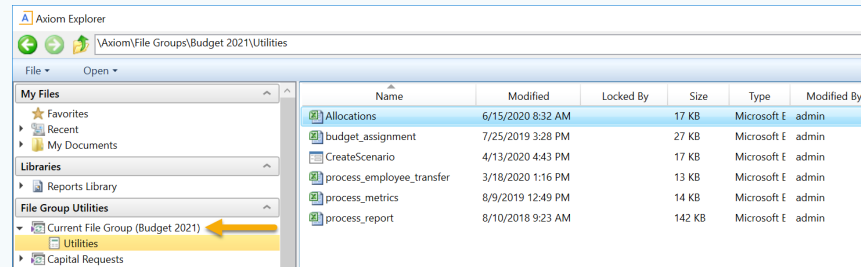 A Axiom Explorer
\Axiom\File Groups\Budget 2021\Utilities
File Open
My Files
Name Modified Locked By Size Type Modified By
Favorites
Allocations 6/15/2020 8:32 AM 17 KB Microsoft E admin
Recent
budget_assignment 7/25/2019 3:28 PM 27 KB Microsoft E admin
My Documents
CreateScenario 4/13/2020 4:43 PM 17 KB Microsoft E admin
Libraries
process_employee_transfer 3/18/2020 1:16 PM 13 KB Microsoft E admin
Reports Library
process_metrics 8/9/2019 12:49 PM 14 KB Microsoft E admin
File Group Utilities
process_report 8/10/2018 9:23 AM 142 KB Microsoft E admin
Current File Group (Budget 2021)
Utilities
Capital Requests